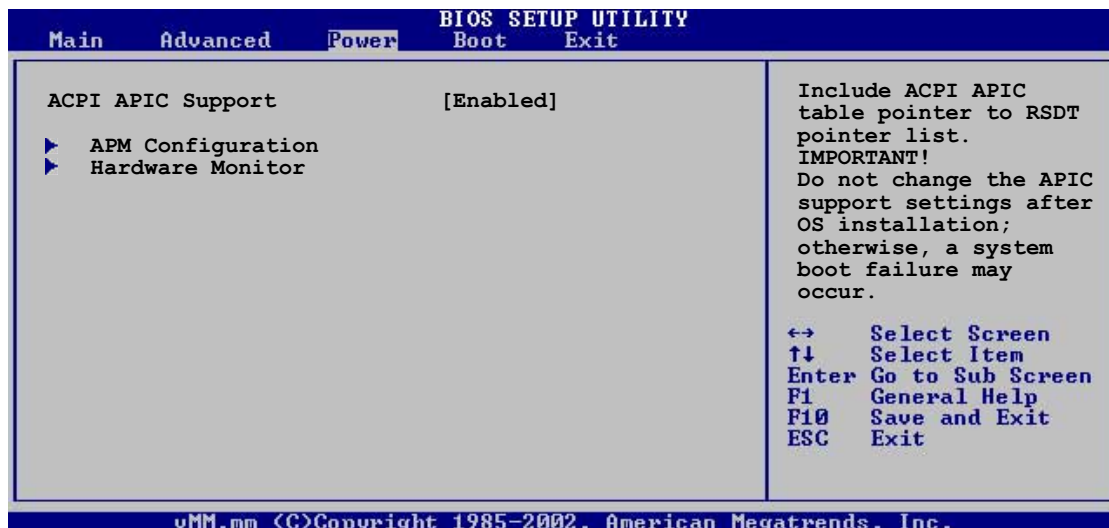 BIOS SETUP UTILITY
Main Advanced Power Boot Exit
ACPI APIC Support [Enabled]
APM Configuration
Hardware Monitor
Include ACPI APIC
table pointer to RSDT
pointer list.
IMPORTANT!
Do not change the APIC
support settings after
OS installation;
otherwise, a system
boot failure may
occur.
←→ Select Screen
↑↓ Select Item
Enter Go to Sub Screen
F1 General Help
F10 Save and Exit
ESC Exit
vMM.mm (C)Copyright 1985-2002, American Megatrends, Inc.